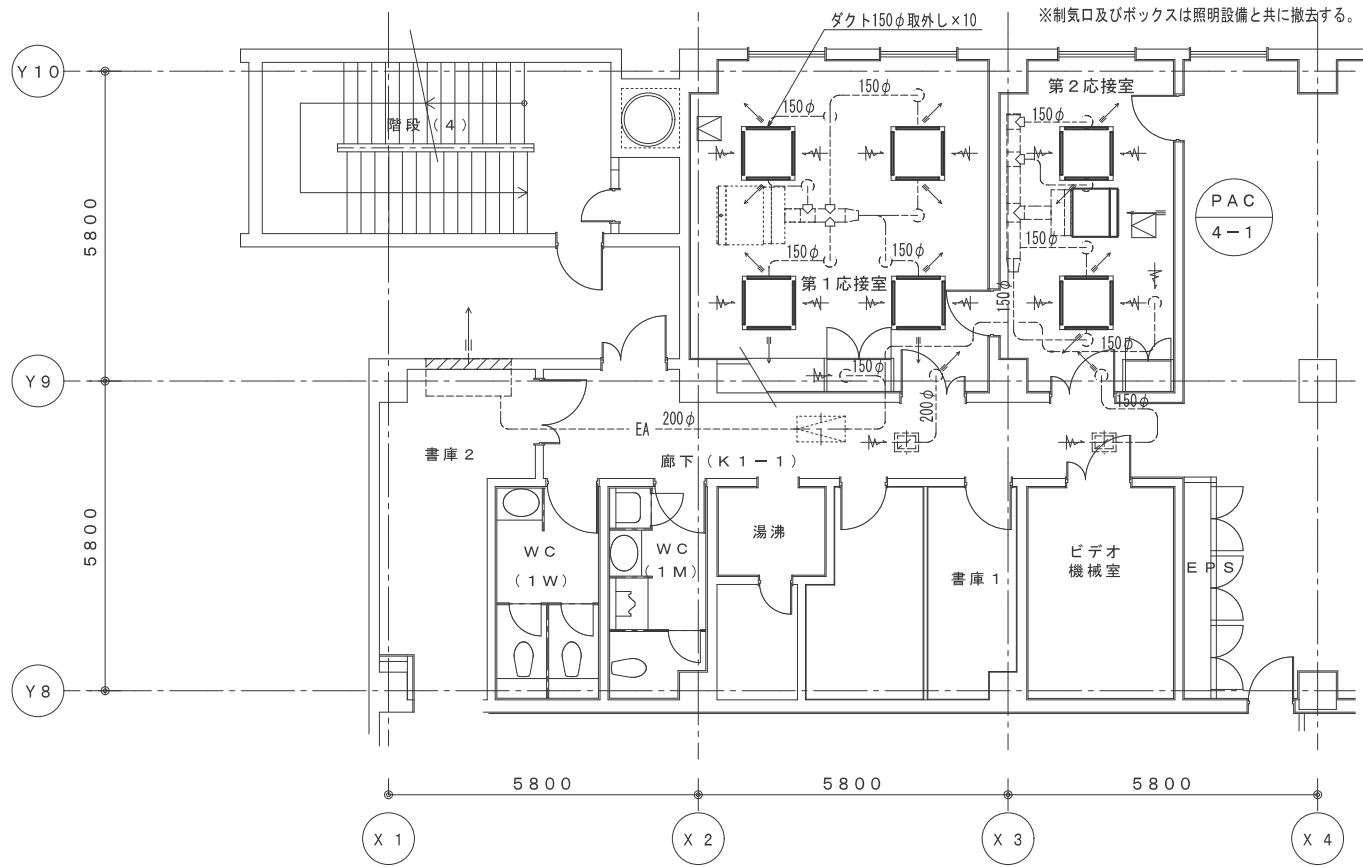 ※制気口及びボックスは照明設備と共に撤去する。
ダクト150φ取外し×10
Y10
第2応接室
150φ
150φ
150φ
階段(4)
PAC
4-1
5800
150φ
150φ
150φ
第1応接室
150φ
150φ
150φ
Y9
150φ
200φ
150φ
EA
200φ
書庫2
廊下(K1-1)
5800
湯沸
WC
(1W)
WC
(1M)
ビデオ
機械室
書庫1
EPS
Y8
5800
5800
5800
X1
X2
X3
X4